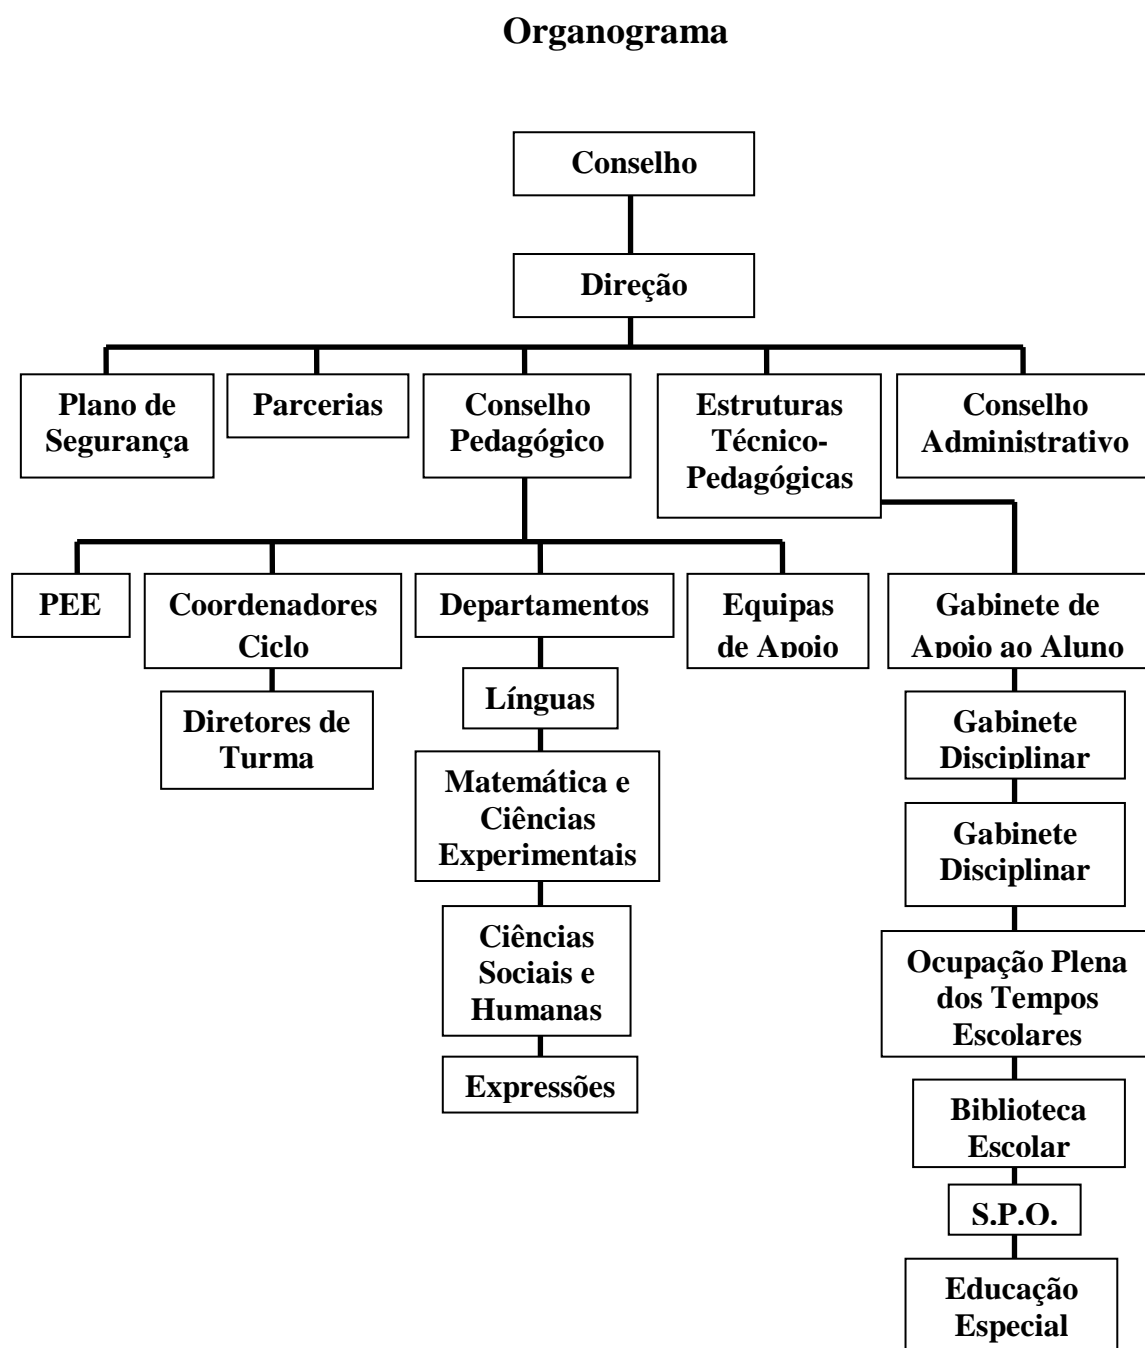 Organograma
Conselho
Direção
Plano de
Segurança
Parcerias
Conselho
Pedagógico
Estruturas
Técnico-
Pedagógicas
Conselho
Administrativo
PEE
Coordenadores
Ciclo
Departamentos
Equipas
de Apoio
Gabinete de
Apoio ao Aluno
Diretores de
Turma
Línguas
Matemática e
Ciências
Experimentais
Ciências
Sociais e
Humanas
Expressões
Gabinete
Disciplinar
Gabinete
Disciplinar
Ocupação Plena
dos Tempos
Escolares
Biblioteca
Escolar
S.P.O.
Educação
Especial